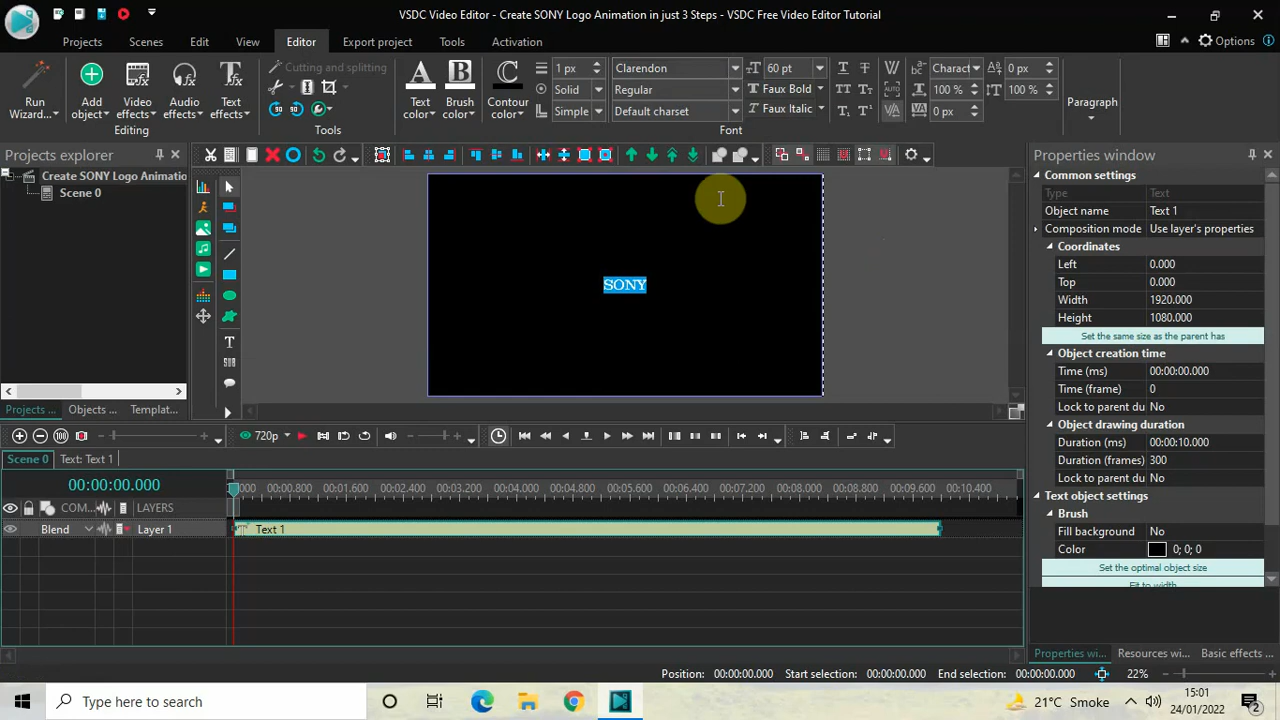 VSDC Video Editor - Create SONY Logo Animation in just 3 Steps - VSDC Free Video Editor Tutorial
Projects Scenes Edit View Editor Export project Tools Activation Options
Run Wizard...
Add object
Video effects
Audio effects
Text effects
Editing
Cutting and splitting
Tools
Text color
Brush color
Contour color
1 px
Solid
Simple
Clarendon
Regular
Default charset
60 pt
Faux Bold
Faux Italic
Charact
100 %
0 px
0 px
100 %
Font
Paragraph
Projects explorer
Create SONY Logo Animatio
Scene 0
Projects ... Objects ... Templat...
SONY
Properties window
Common settings
Type Text
Object name Text 1
Composition mode Use layer's properties
Coordinates
Left 0.000
Top 0.000
Width 1920.000
Height 1080.000
Set the same size as the parent has
Object creation time
Time (ms) 00:00:00.000
Time (frame) 0
Lock to parent du No
Object drawing duration
Duration (ms) 00:00:10.000
Duration (frames) 300
Lock to parent du No
Text object settings
Brush
Fill background No
Color 0; 0; 0
Set the optimal object size
Fit to width
Properties wi... Resources wi... Basic effects ...
720p
Scene 0 Text: Text 1
00:00:00.000
000 00:00.800 00:01.600 00:02.400 00:03.200 00:04.000 00:04.800 00:05.600 00:06.400 00:07.200 00:08.000 00:08.800 00:09.600 00:10.400
COM... LAYERS
Blend Layer 1 Text 1
Position: 00:00:00.000 Start selection: 00:00:00.000 End selection: 00:00:00.000 22%
Type here to search
21°C Smoke
15:01
24/01/2022
2